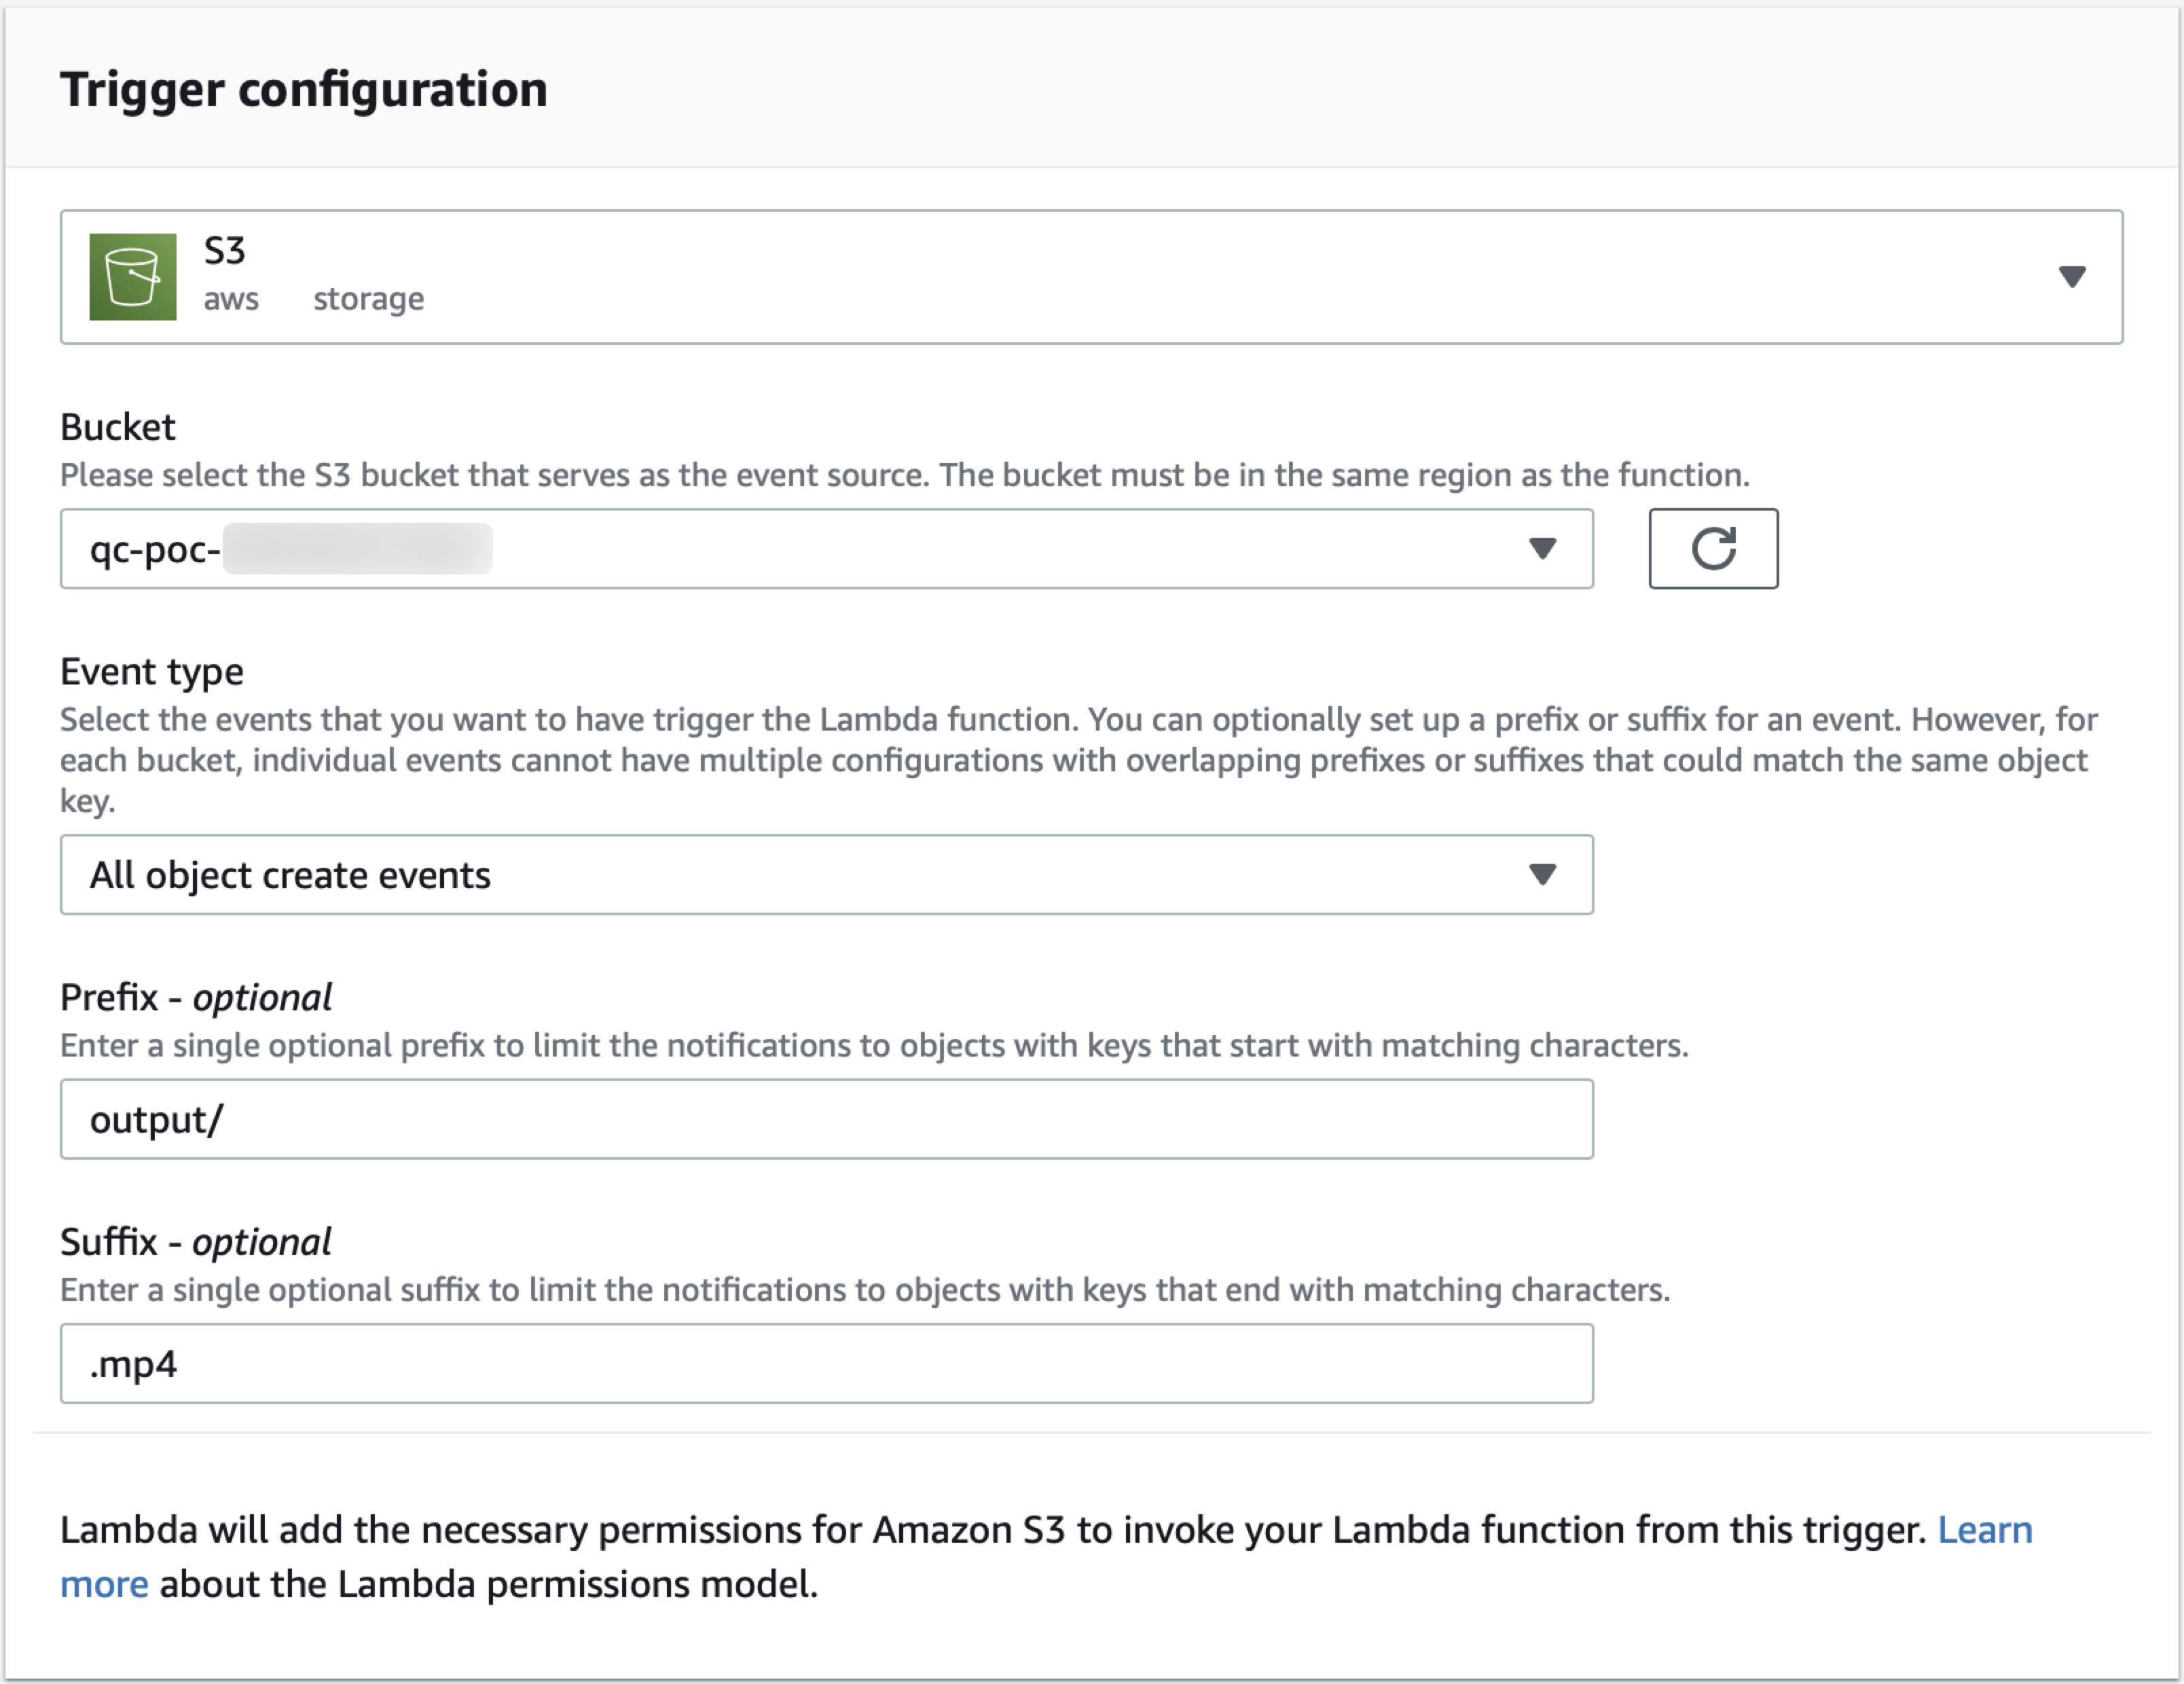 Trigger configuration
S3
aws storage
Bucket
Please select the S3 bucket that serves as the event source. The bucket must be in the same region as the function.
qc-poc-
Event type
Select the events that you want to have trigger the Lambda function. You can optionally set up a prefix or suffix for an event. However, for
each bucket, individual events cannot have multiple configurations with overlapping prefixes or suffixes that could match the same object
key.
All object create events
Prefix - optional
Enter a single optional prefix to limit the notifications to objects with keys that start with matching characters.
output/
Suffix - optional
Enter a single optional suffix to limit the notifications to objects with keys that end with matching characters.
.mp4
Lambda will add the necessary permissions for Amazon S3 to invoke your Lambda function from this trigger. Learn
more about the Lambda permissions model.